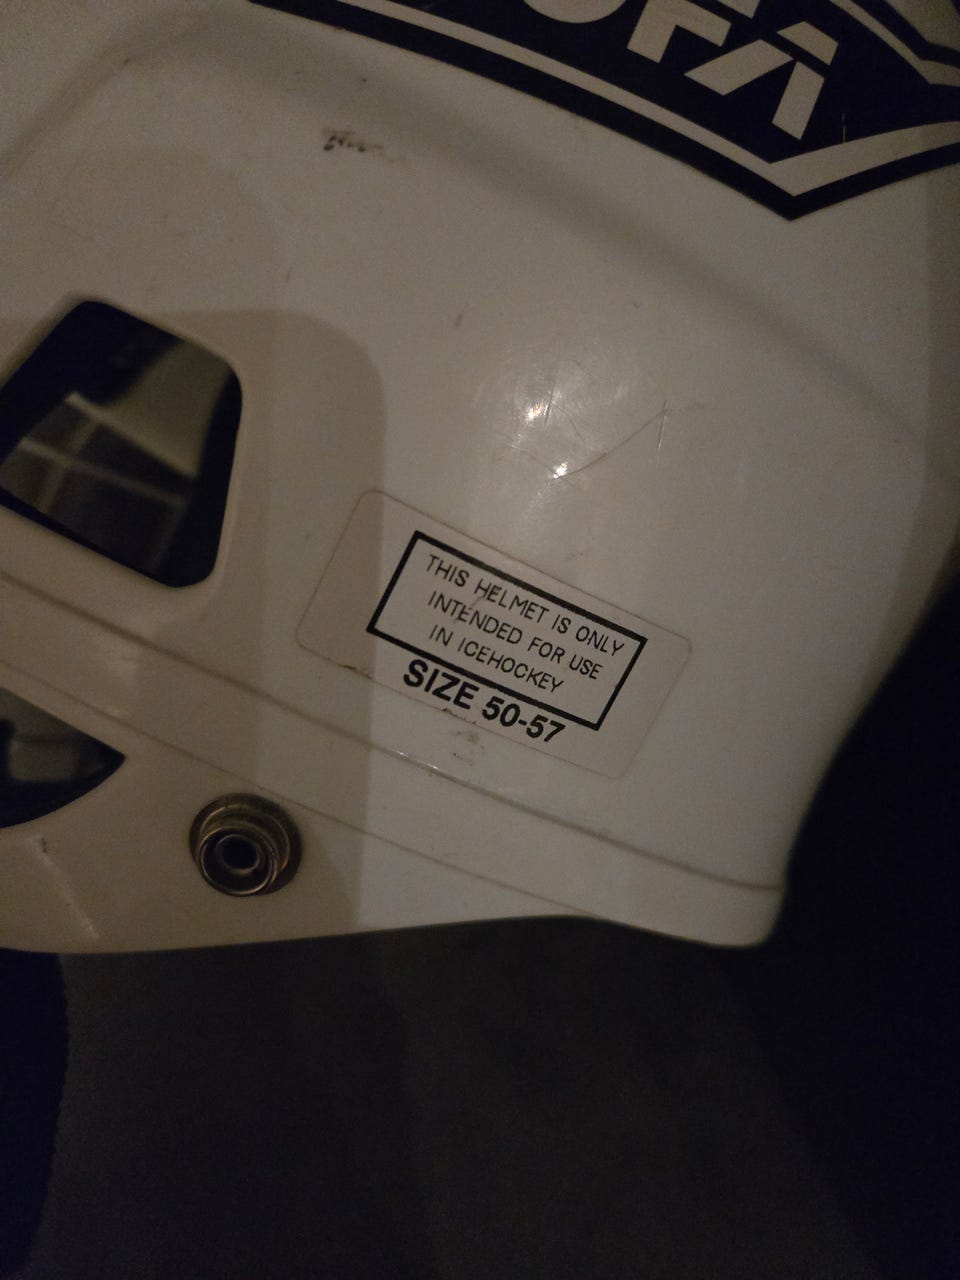 THIS HELMET IS ONLY
INTENDED FOR USE
IN ICEHOCKEY
SIZE 50-57